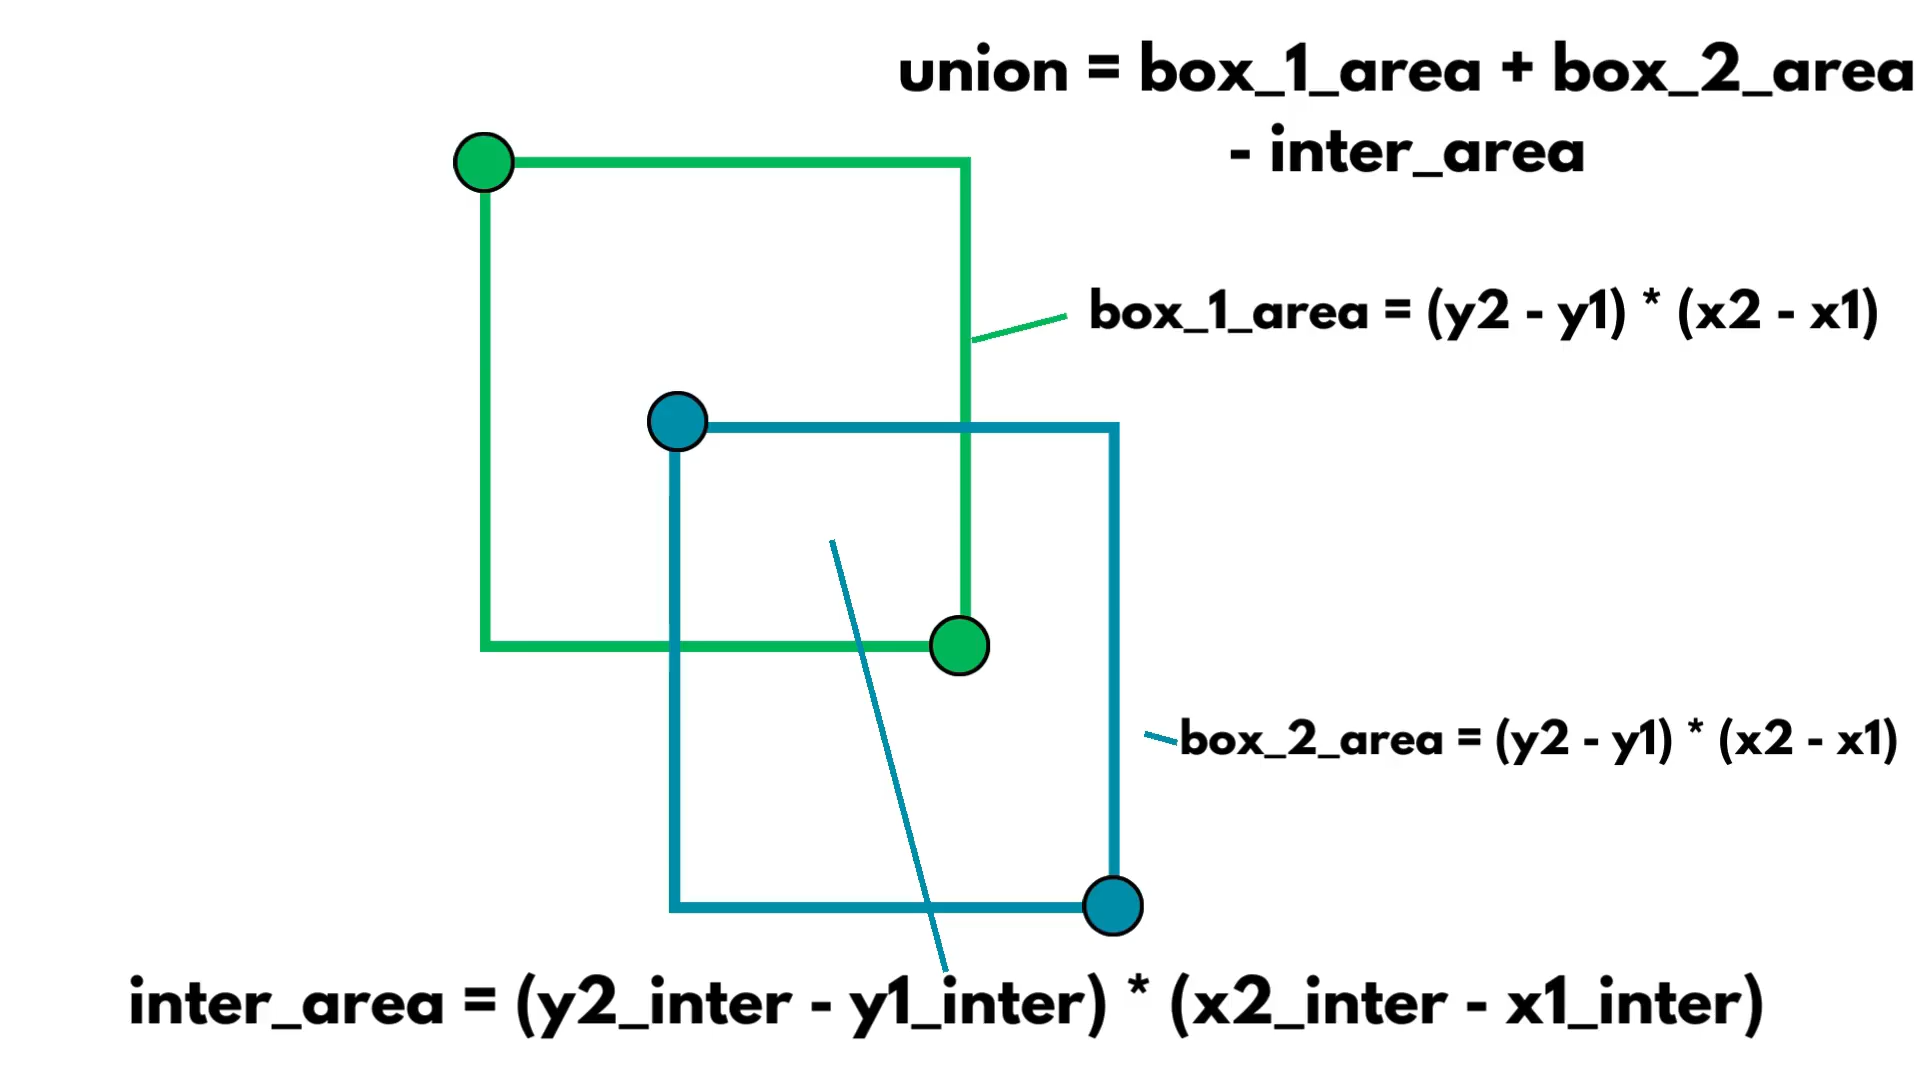 union = box_1_area + box_2_area
- inter_area
box_1_area = (y2 - y1) * (x2 - x1)
box_2_area = (y2 - y1) * (x2 - x1)
inter_area = (y2_inter - y1_inter) * (x2_inter - x1_inter)